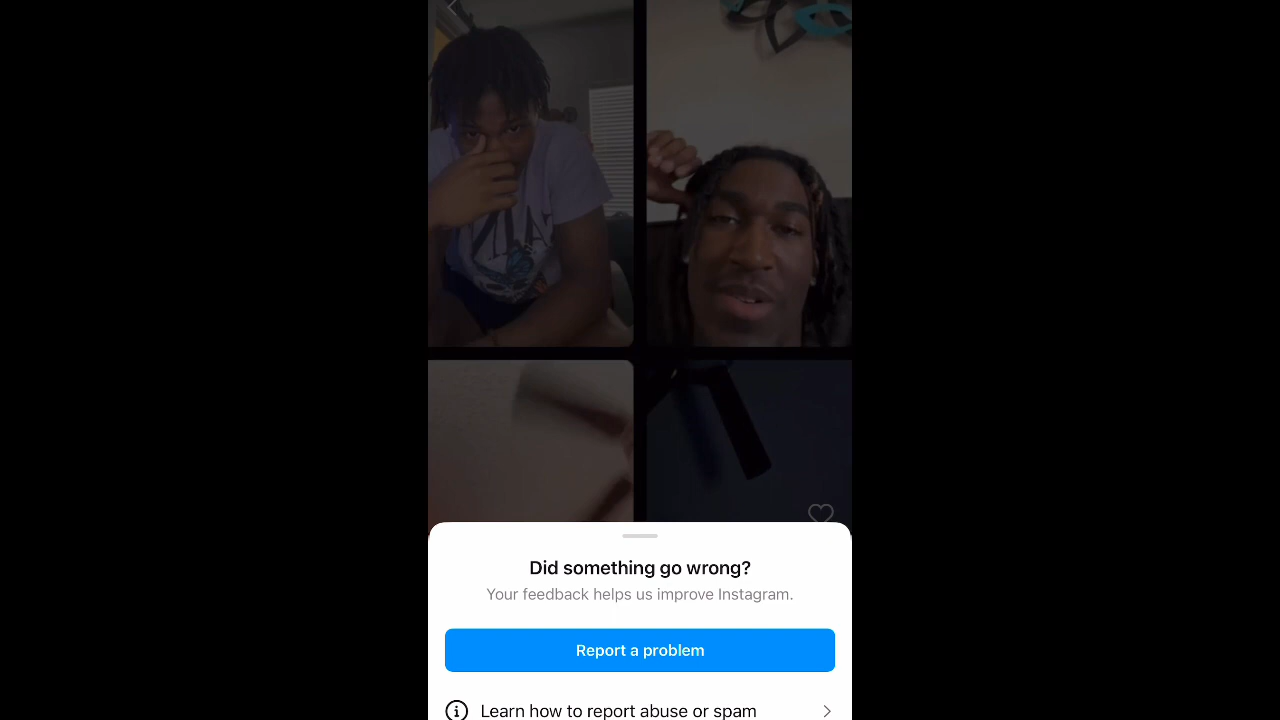 Did something go wrong?
Your feedback helps us improve Instagram.
Report a problem
Learn how to report abuse or spam